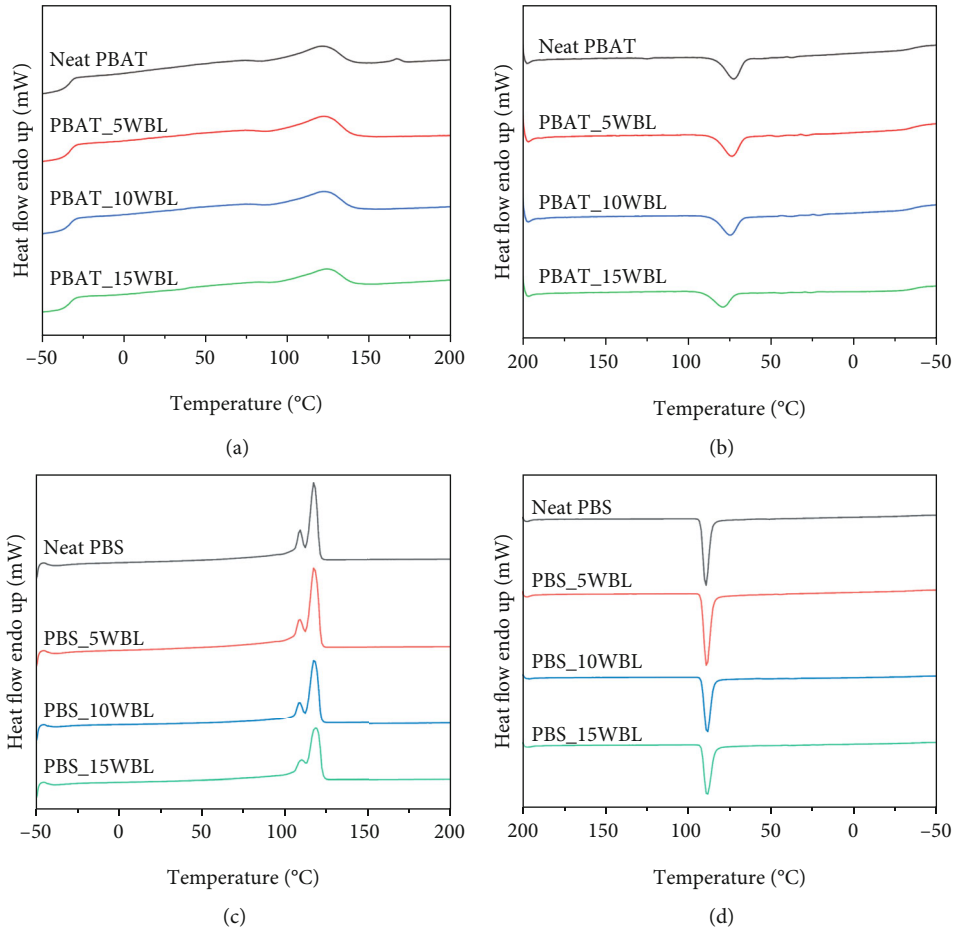 Heat flow endo up (mW)
Neat PBAT
PBAT_5WBL
PBAT_10WBL
PBAT_15WBL
−50 0 50 100 150 200
Temperature (°C)
(a)
Heat flow endo up (mW)
Neat PBAT
PBAT_5WBL
PBAT_10WBL
PBAT_15WBL
200 150 100 50 0 −50
Temperature (°C)
(b)
Heat flow endo up (mW)
Neat PBS
PBS_5WBL
PBS_10WBL
PBS_15WBL
−50 0 50 100 150 200
Temperature (°C)
(c)
Heat flow endo up (mW)
Neat PBS
PBS_5WBL
PBS_10WBL
PBS_15WBL
200 150 100 50 0 −50
Temperature (°C)
(d)